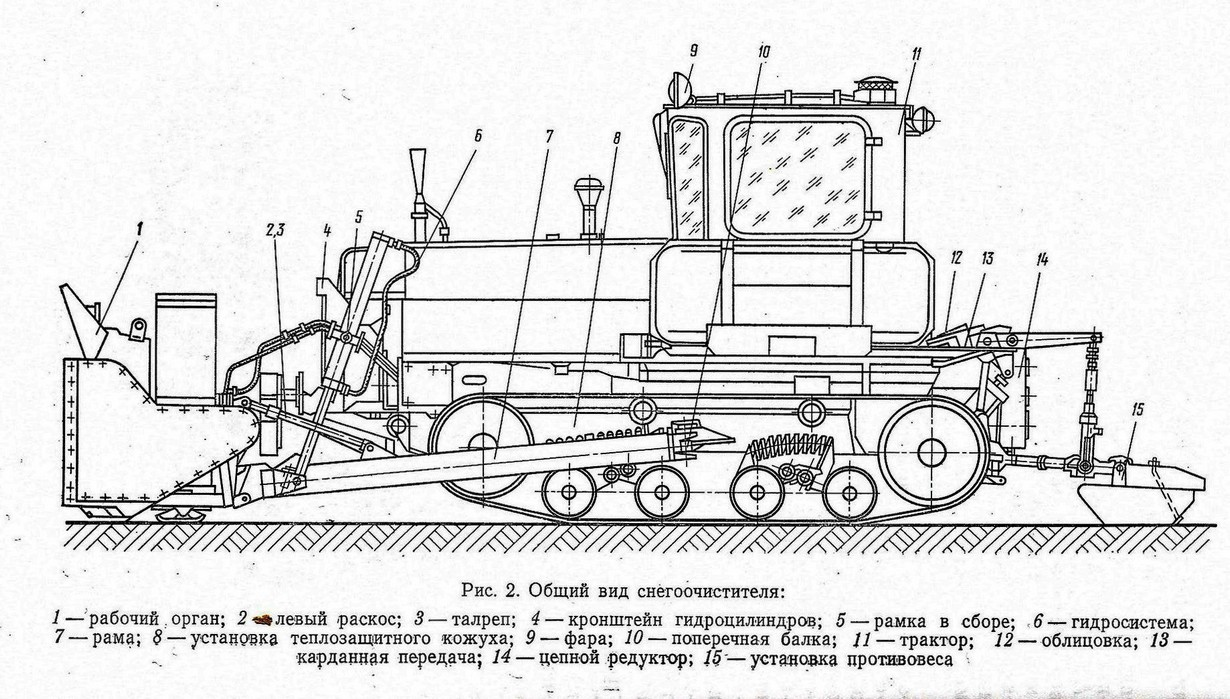 9 10 11
6 7 8
1 2,3 4 5
12 13 14
15
Рис. 2. Общий вид снегоочистителя:
1 — рабочий орган; 2 — левый раскос; 3 — талреп; 4 — кронштейн гидроцилиндров; 5 — рамка в сборе; 6 — гидросистема;
7 — рама; 8 — установка теплозащитного кожуха; 9 — фара; 10 — поперечная балка; 11 — трактор; 12 — облицовка; 13 —
карданная передача; 14 — цепной редуктор; 15 — установка противовеса